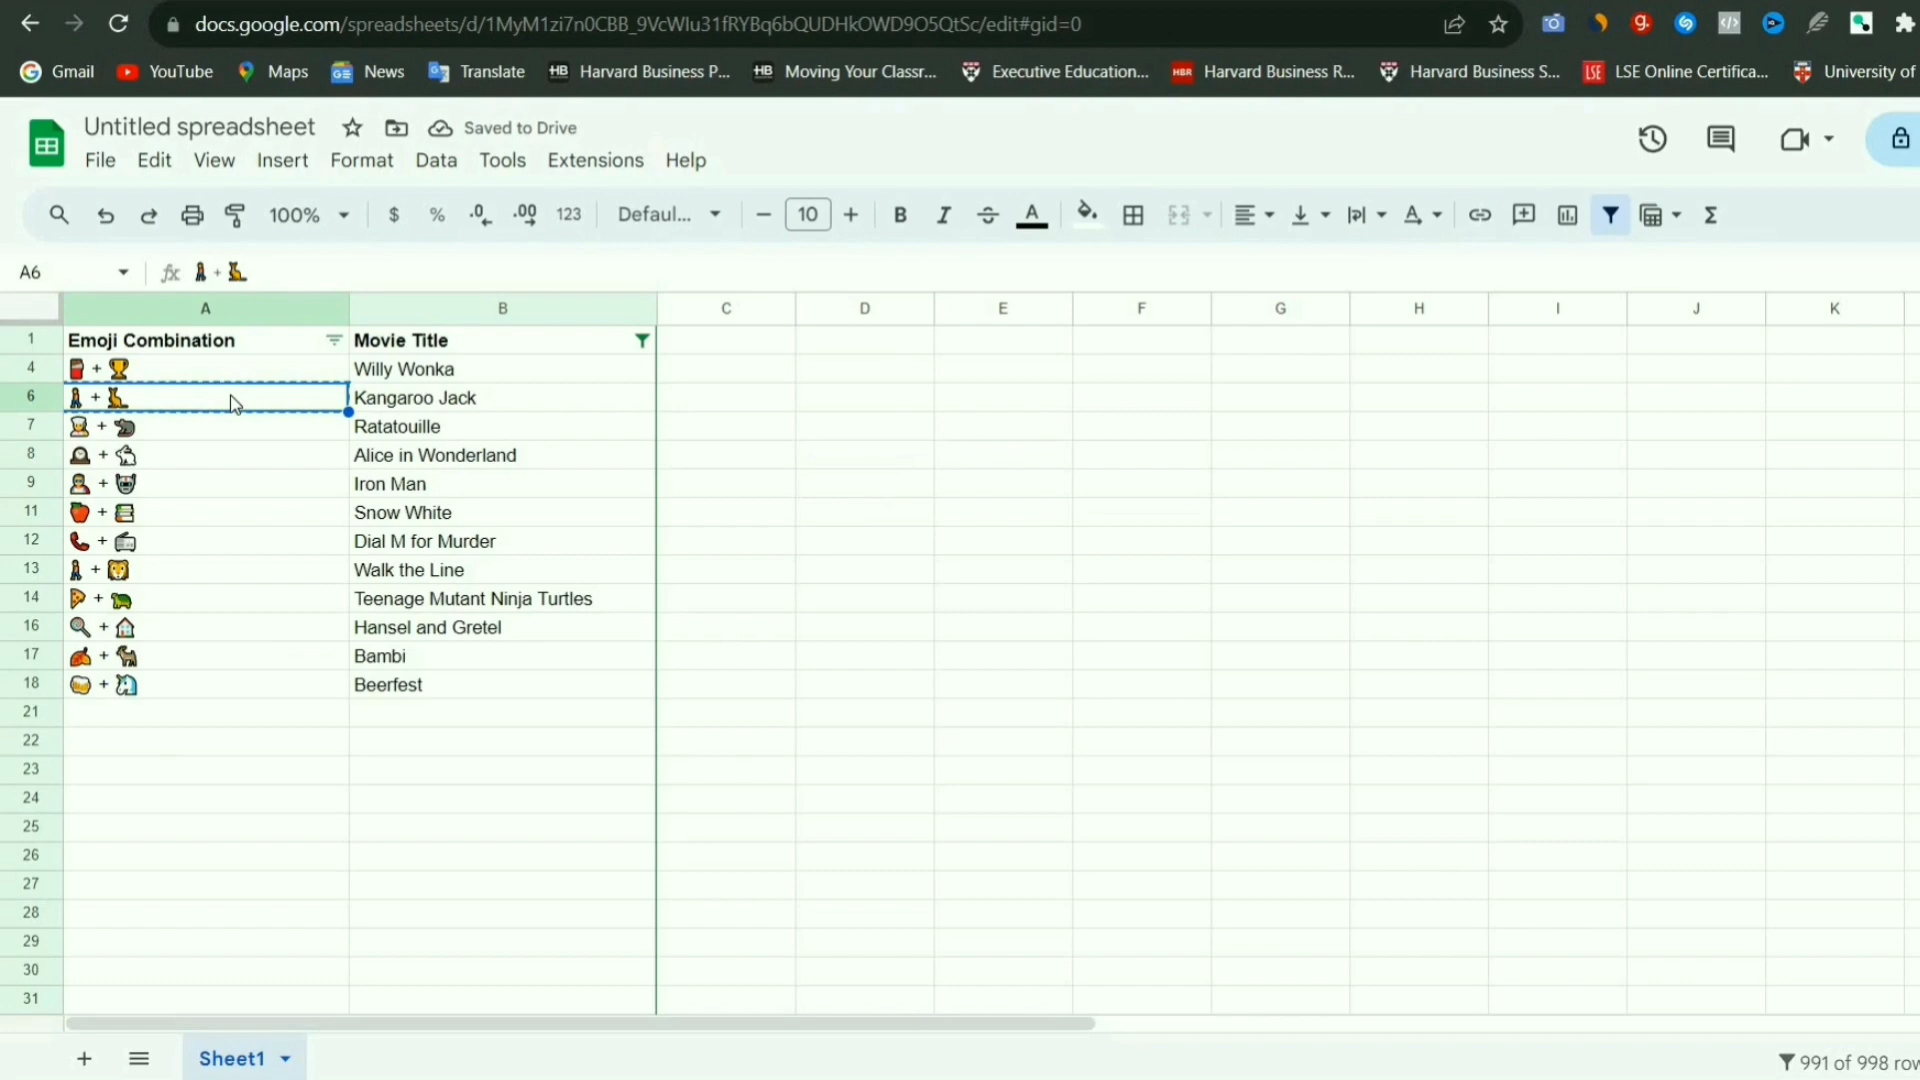 docs.google.com/spreadsheets/d/1MyM1zi7n0CBB_9VcWlu31fRYBq6bQUDHkOWD9O5QtSc/edit#gid=0
Gmail YouTube Maps News Translate Harvard Business P... Moving Your Classr... Executive Education... Harvard Business R... Harvard Business S... LSE Online Certifica... University of
Untitled spreadsheet Saved to Drive
File Edit View Insert Format Data Tools Extensions Help
100% $ % .0 .00 123 Defaul... 10 B I S A Σ
A6 fx 🚶 + 🦘
A B C D E F G H I J K
1 Emoji Combination Movie Title
4 🍫 + 🏆 Willy Wonka
6 🚶 + 🦘 Kangaroo Jack
7 👨‍🍳 + 🐀 Ratatouille
8 🕰️ + 🐇 Alice in Wonderland
9 Iron Man
11 🍎 + 📚 Snow White
12 📞 + 📻 Dial M for Murder
13 🚶 + 🦁 Walk the Line
14 🍕 + 🐢 Teenage Mutant Ninja Turtles
16 🔍 + 🏠 Hansel and Gretel
17 🍂 + 🐐 Bambi
18 Beerfest
21
22
23
24
25
26
27
28
29
30
31
Sheet1 991 of 998 row